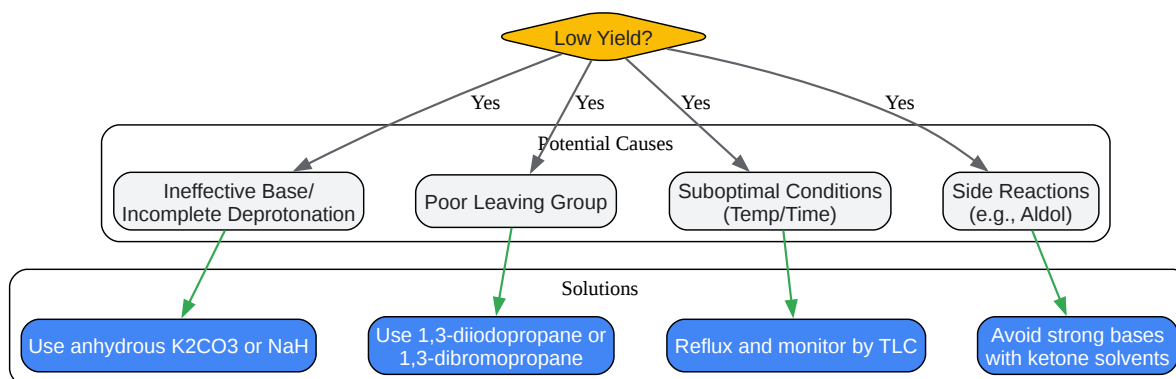 Low Yield?
Yes
Yes
Yes
Yes
Potential Causes
Ineffective Base/
Incomplete Deprotonation
Poor Leaving Group
Suboptimal Conditions
(Temp/Time)
Side Reactions
(e.g., Aldol)
Solutions
Use anhydrous K2CO3 or NaH
Use 1,3-diiodopropane or
1,3-dibromopropane
Reflux and monitor by TLC
Avoid strong bases
with ketone solvents